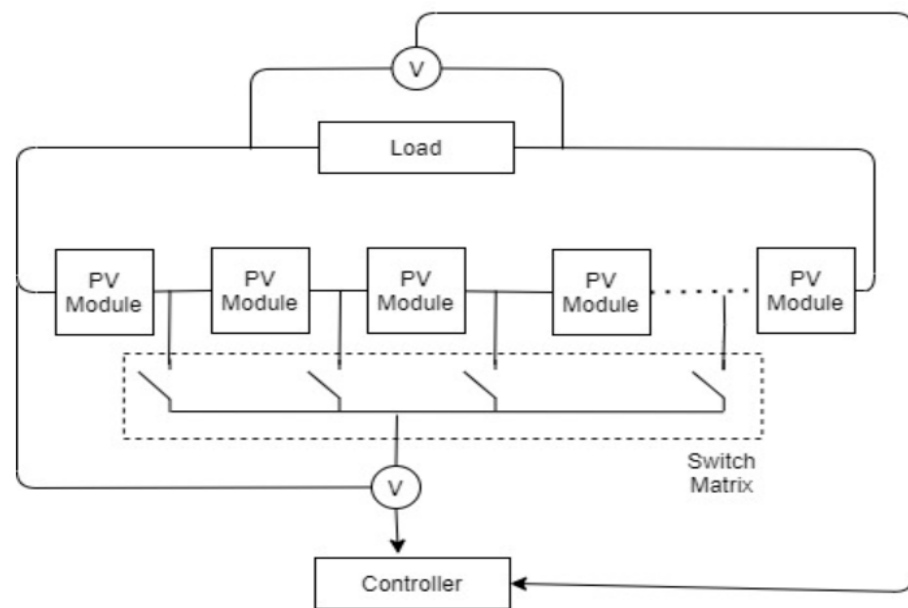 V
Load
PV
Module
PV
Module
PV
Module
PV
Module
PV
Module
Switch
Matrix
V
Controller